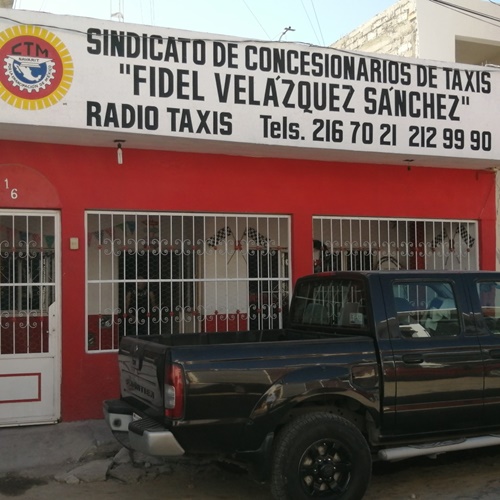 CTM
NAYARIT
SINDICATO DE CONCESIONARIOS DE TAXIS
"FIDEL VELÁZQUEZ SÁNCHEZ"
RADIO TAXIS Tels. 216 70 21 212 99 90
16